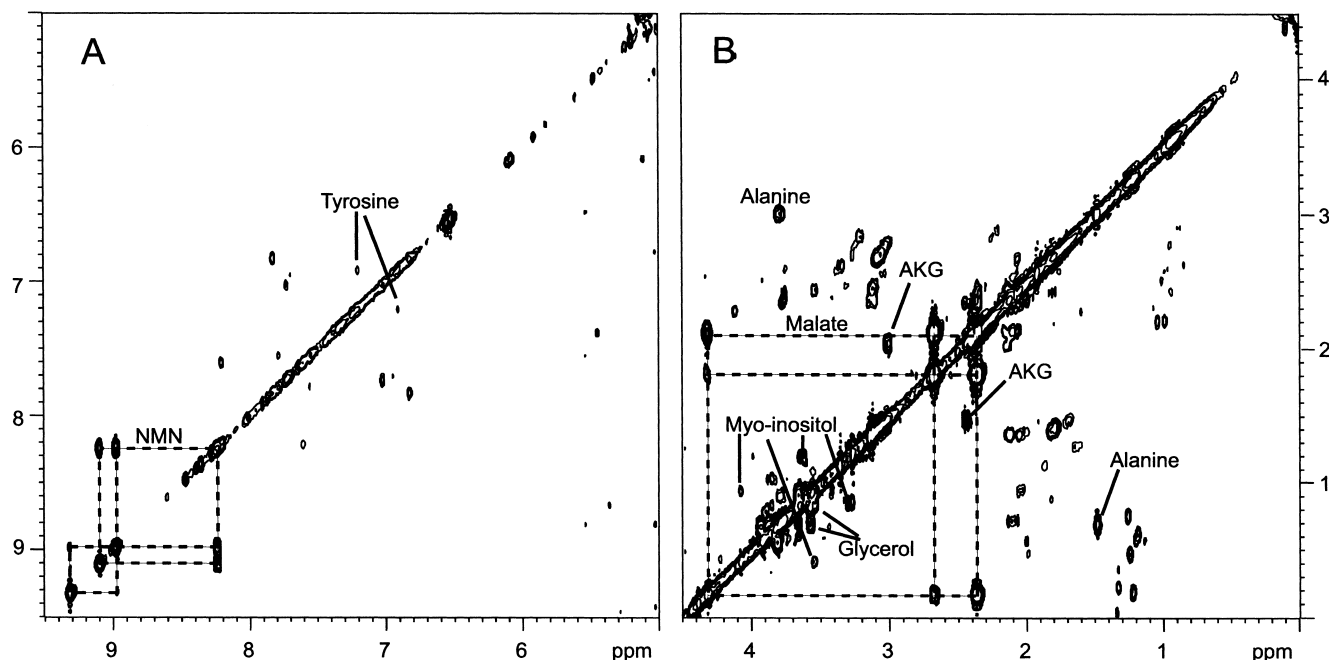 A
B
6
7
8
9
Tyrosine
NMN
9
8
7
6
ppm
Alanine
AKG
Malate
AKG
Myo-inositol
Alanine
Glycerol
4
3
2
1
4
3
2
1
ppm